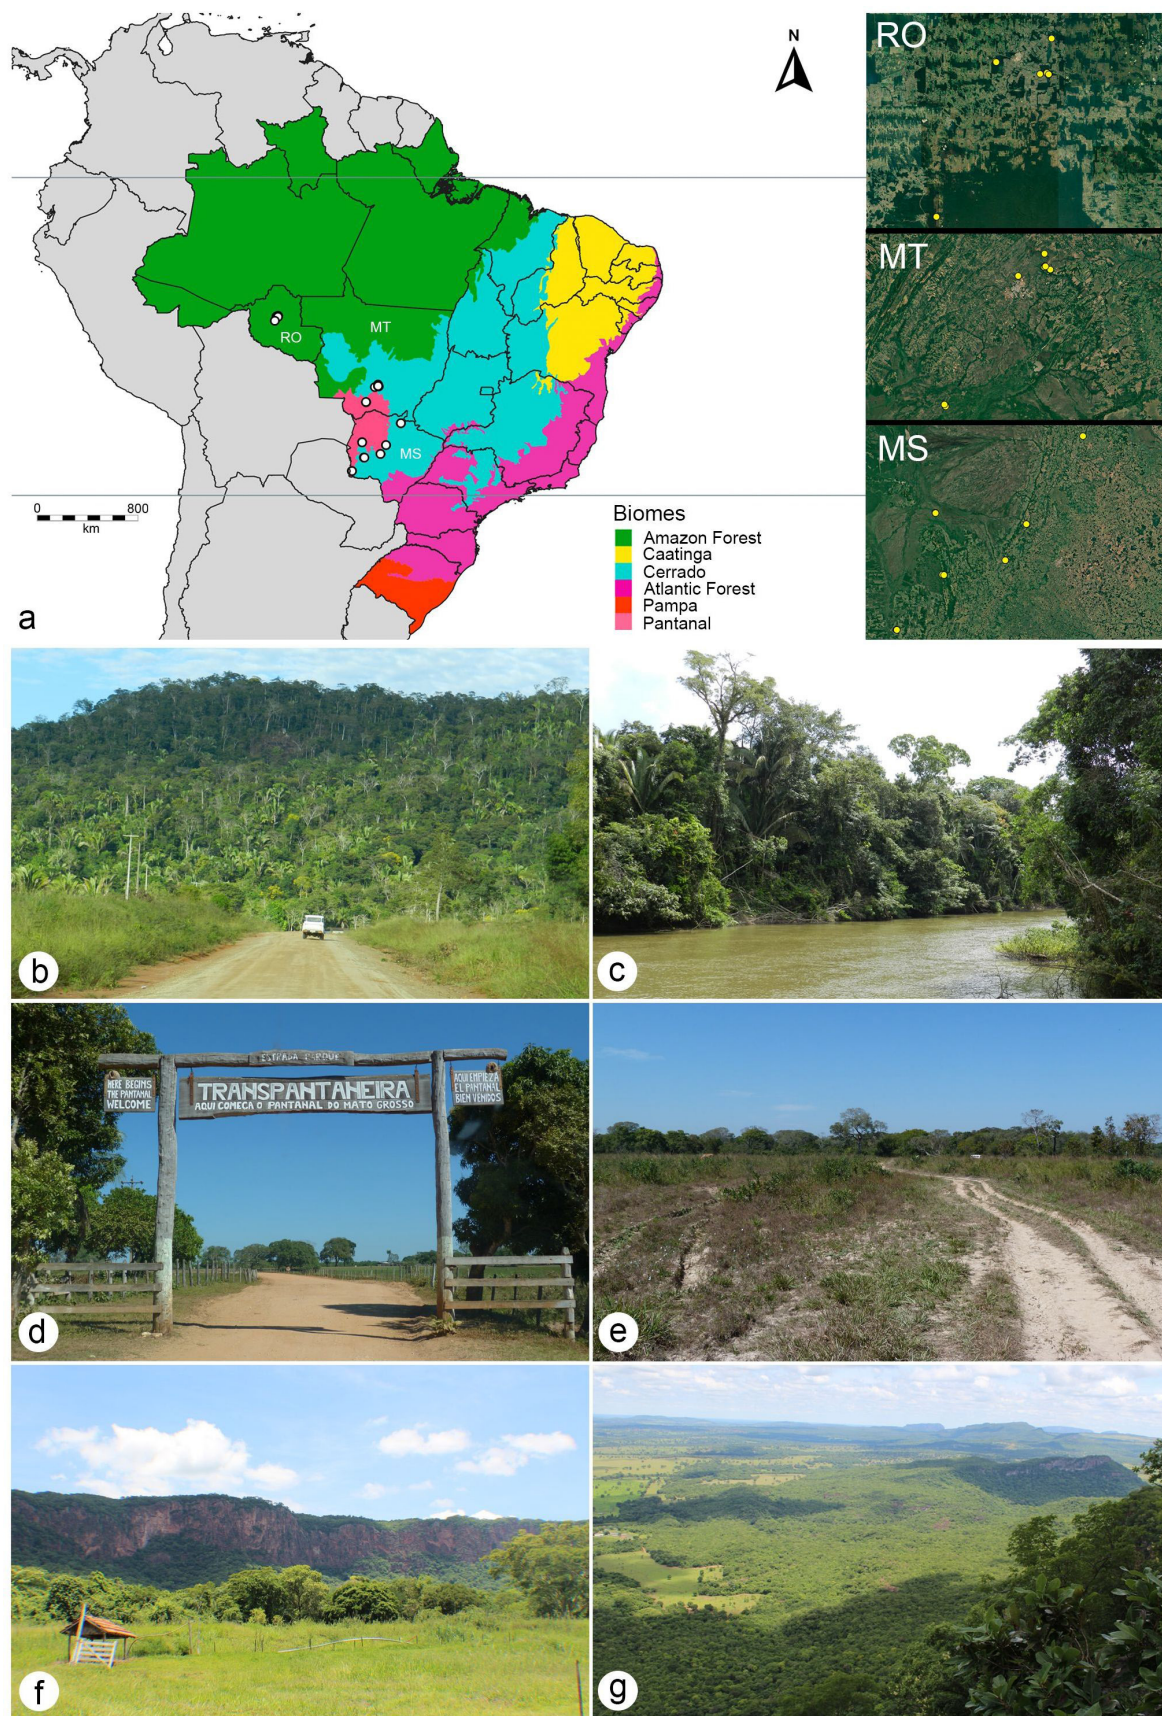 N
RO
MT
RO
MT
MS
MS
0 800
km
Biomes
Amazon Forest
Caatinga
Cerrado
Atlantic Forest
Pampa
Pantanal
a
b
c
ESTRADA PARQUE
HERE BEGINS
THE PANTANAL
WELCOME
TRANSPANTANEIRA
AQUI COMEÇA O PANTANAL DO MATO GROSSO
AQUI EMPIEZA
EL PANTANAL
BIEN VENIDOS
d
e
f
g